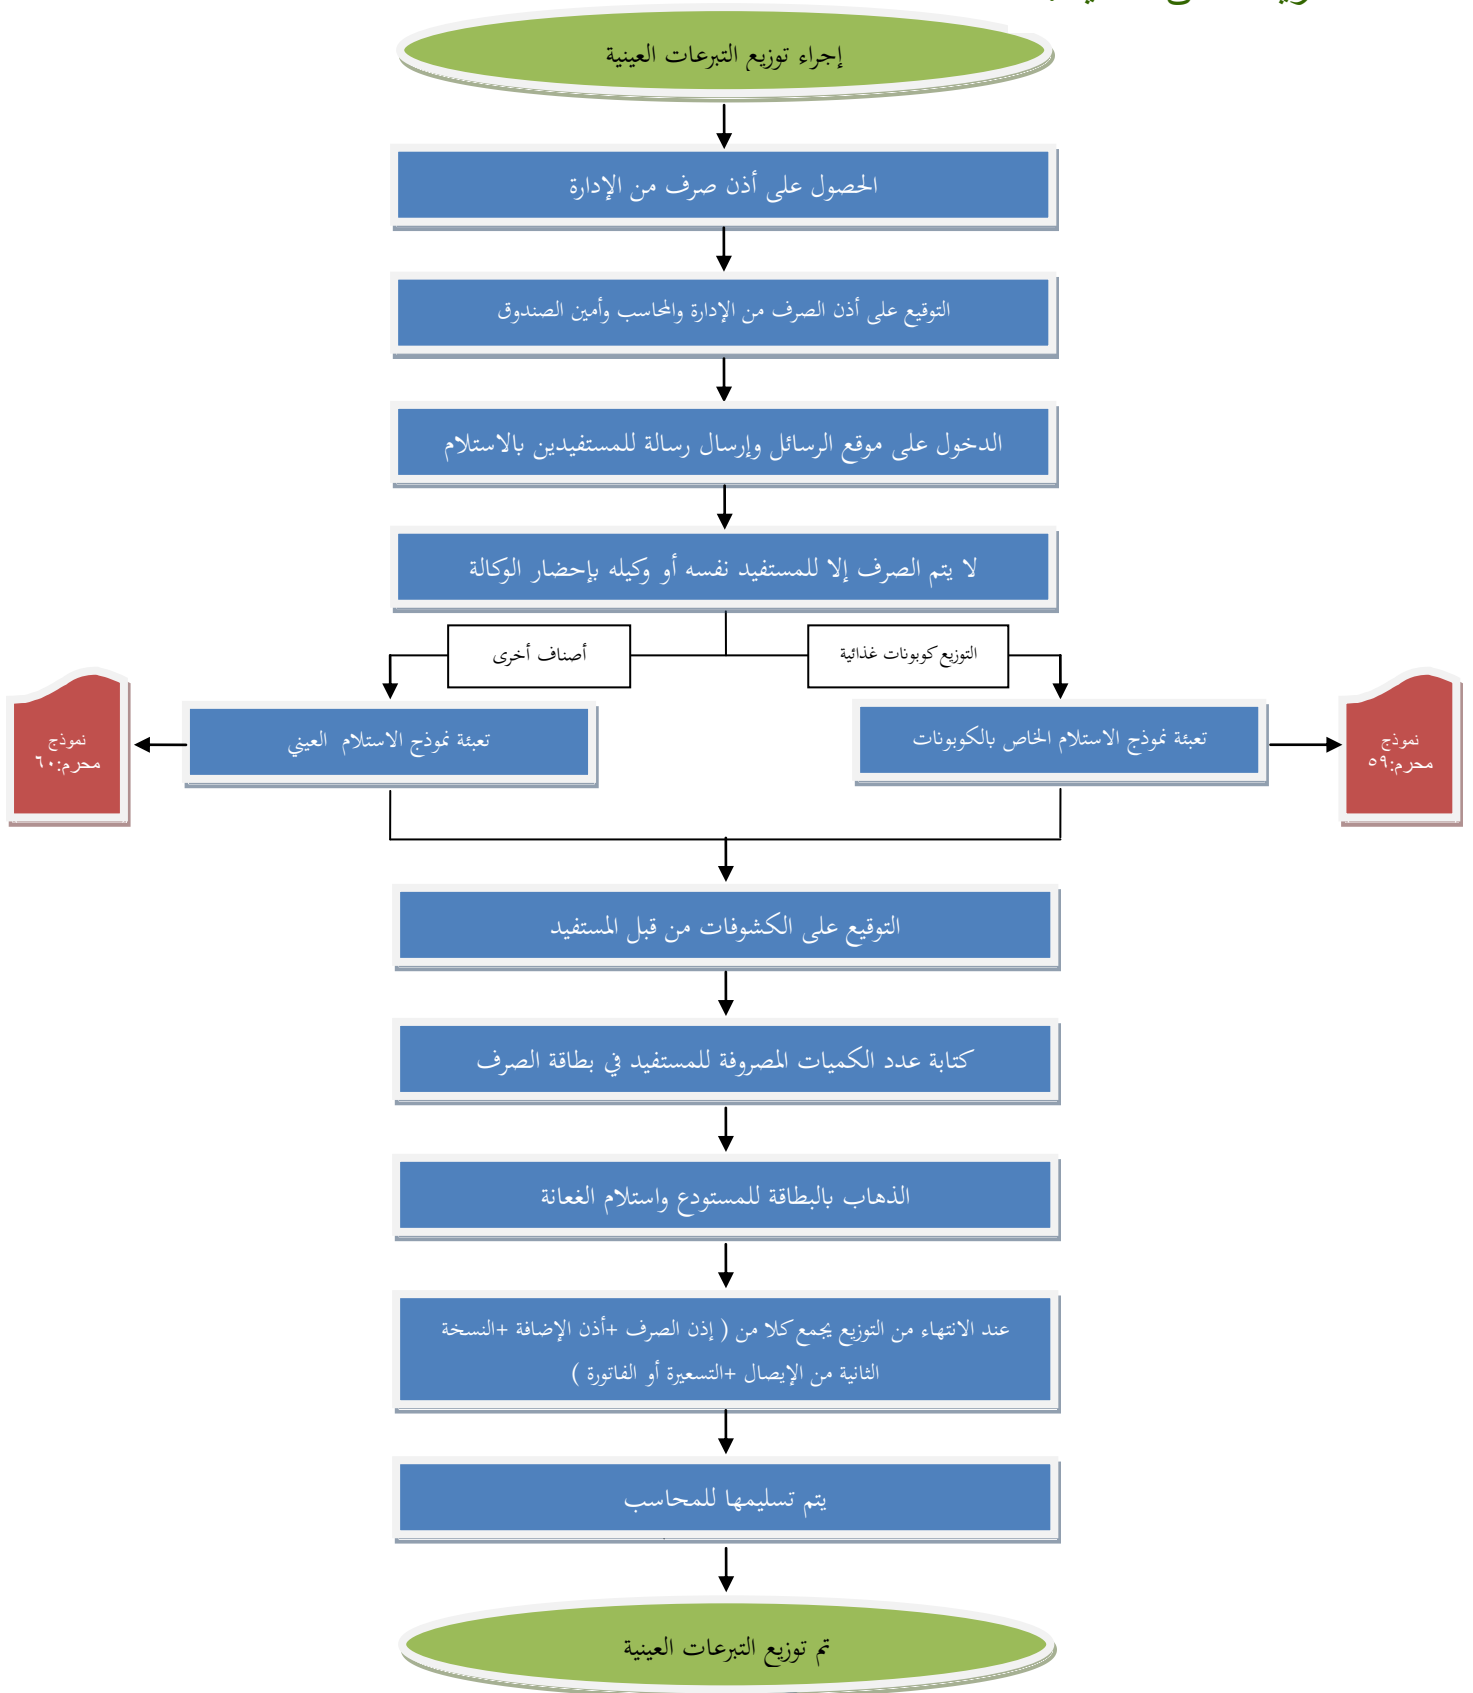 إجراء توزيع التبرعات العينية
الحصول على أذن صرف من الإدارة
التوقيع على أذن الصرف من الإدارة والمحاسب وأمين الصندوق
الدخول على موقع الرسائل وإرسال رسالة للمستفيدين بالاستلام
لا يتم الصرف إلا للمستفيد نفسه أو وكيله بإحضار الوكالة
التوزيع كوبونات غذائية
أصناف أخرى
نموذج
محرم:٥٩
تعبئة نموذج الاستلام الخاص بالكوبونات
تعبئة نموذج الاستلام العيني
نموذج
محرم:٦٠
التوقيع على الكشوفات من قبل المستفيد
كتابة عدد الكميات المصروفة للمستفيد في بطاقة الصرف
الذهاب بالبطاقة للمستودع واستلام الغعانة
عند الانتهاء من التوزيع يجمع كلا من ( إذن الصرف +أذن الإضافة +النسخة
الثانية من الإيصال +التسعيرة أو الفاتورة )
يتم تسليمها للمحاسب
تم توزيع التبرعات العينية